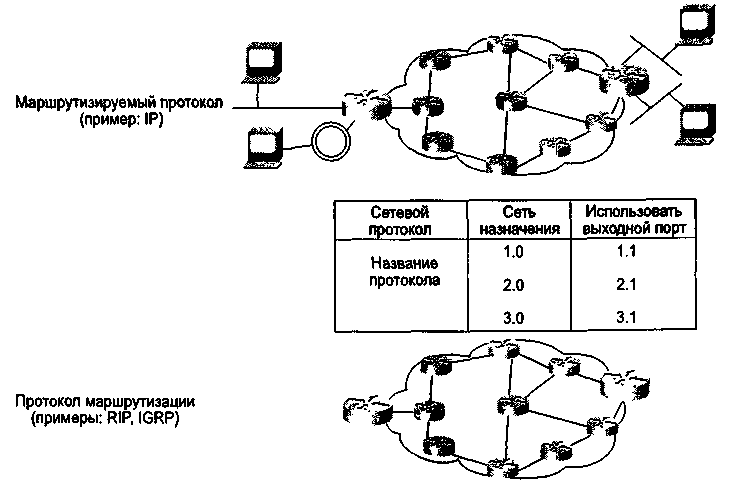 Маршрутизируемый протокол
(пример: IP)
Сетевой
протокол
Сеть
назначения
Использовать
выходной порт
Название
протокола
1.0
1.1
2.0
2.1
3.0
3.1
Протокол маршрутизации
(примеры: RIP, IGRP)